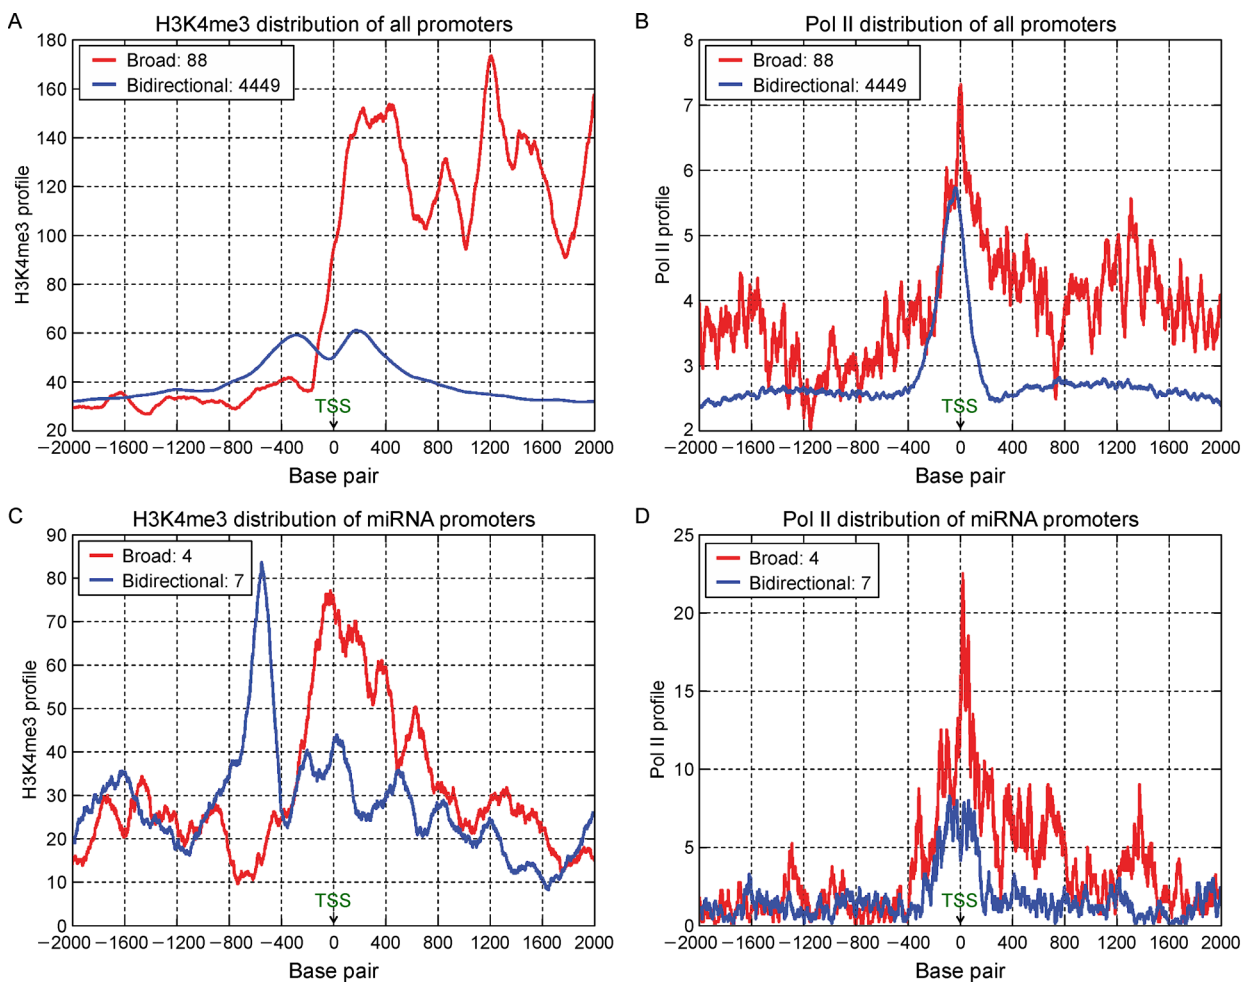 A
H3K4me3 distribution of all promoters
Broad: 88
Bidirectional: 4449
H3K4me3 profile
180
160
140
120
100
80
60
40
20
TSS
−2000 −1600 −1200 −800 −400 0 400 800 1200 1600 2000
Base pair
B
Pol II distribution of all promoters
Broad: 88
Bidirectional: 4449
Pol II profile
8
7
6
5
4
3
2
TSS
−2000 −1600 −1200 −800 −400 0 400 800 1200 1600 2000
Base pair
C
H3K4me3 distribution of miRNA promoters
Broad: 4
Bidirectional: 7
H3K4me3 profile
90
80
70
60
50
40
30
20
10
0
TSS
−2000 −1600 −1200 −800 −400 0 400 800 1200 1600 2000
Base pair
D
Pol II distribution of miRNA promoters
Broad: 4
Bidirectional: 7
Pol II profile
25
20
15
10
5
0
TSS
−2000 −1600 −1200 −800 −400 0 400 800 1200 1600 2000
Base pair